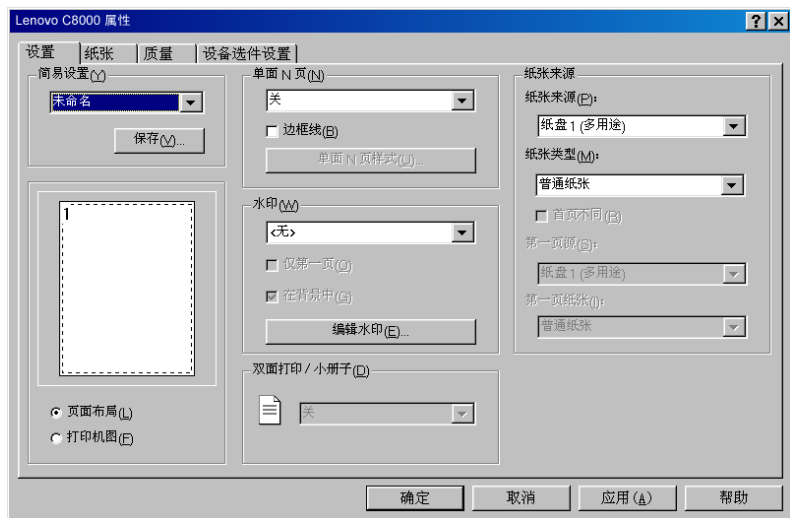 Lenovo C8000 属性
设置 纸张 质量 设备选件设置
简易设置(Y)
未命名
保存(V)...
1
页面布局(L)
打印机图(F)
单面 N 页(N)
关
边框线(B)
单面 N 页样式(U)...
水印(W)
<无>
仅第一页(O)
在背景中(G)
编辑水印(E)...
双面打印 / 小册子(D)
关
纸张来源
纸张来源(P):
纸盘 1 (多用途)
纸张类型(M):
普通纸张
首页不同(R)
第一页源(S):
纸盘 1 (多用途)
第一页纸张(I):
普通纸张
确定 取消 应用(A) 帮助